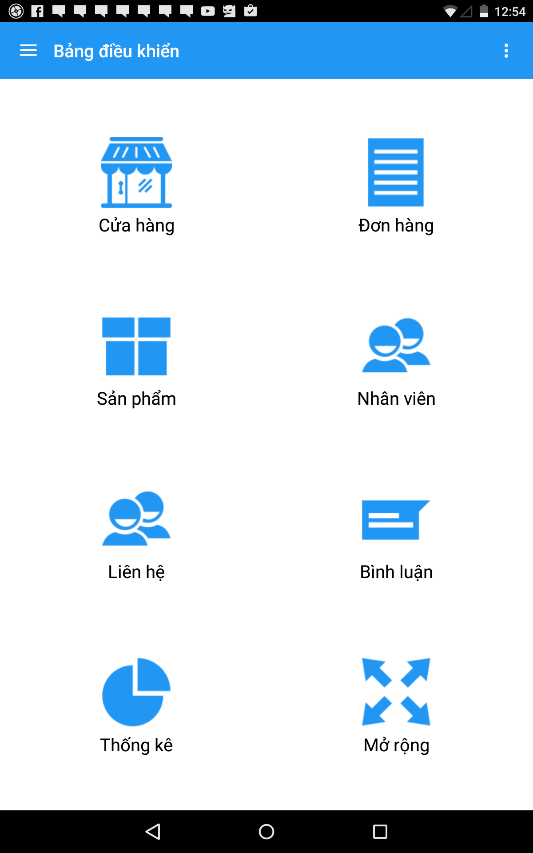 12:54
Bảng điều khiển
Cửa hàng
Đơn hàng
Sản phẩm
Nhân viên
Liên hệ
Bình luận
Thống kê
Mở rộng